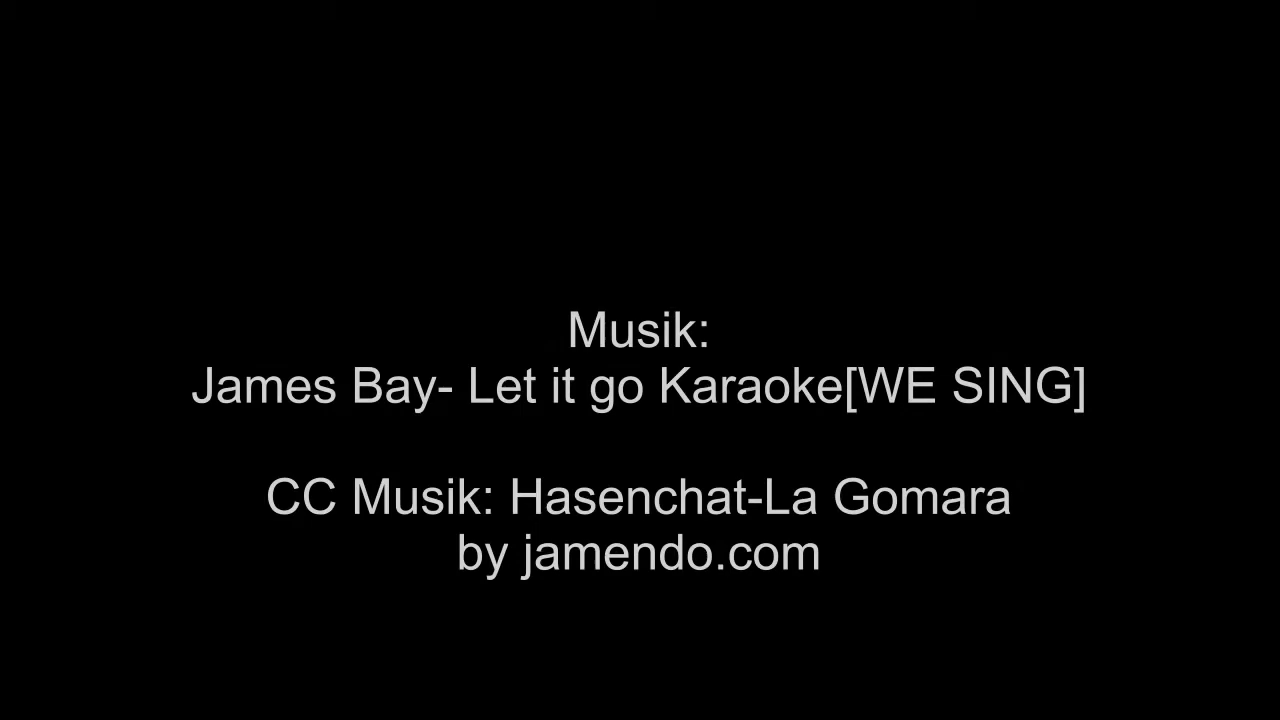 Musik:
James Bay- Let it go Karaoke[WE SING]
CC Musik: Hasenchat-La Gomara
by jamendo.com